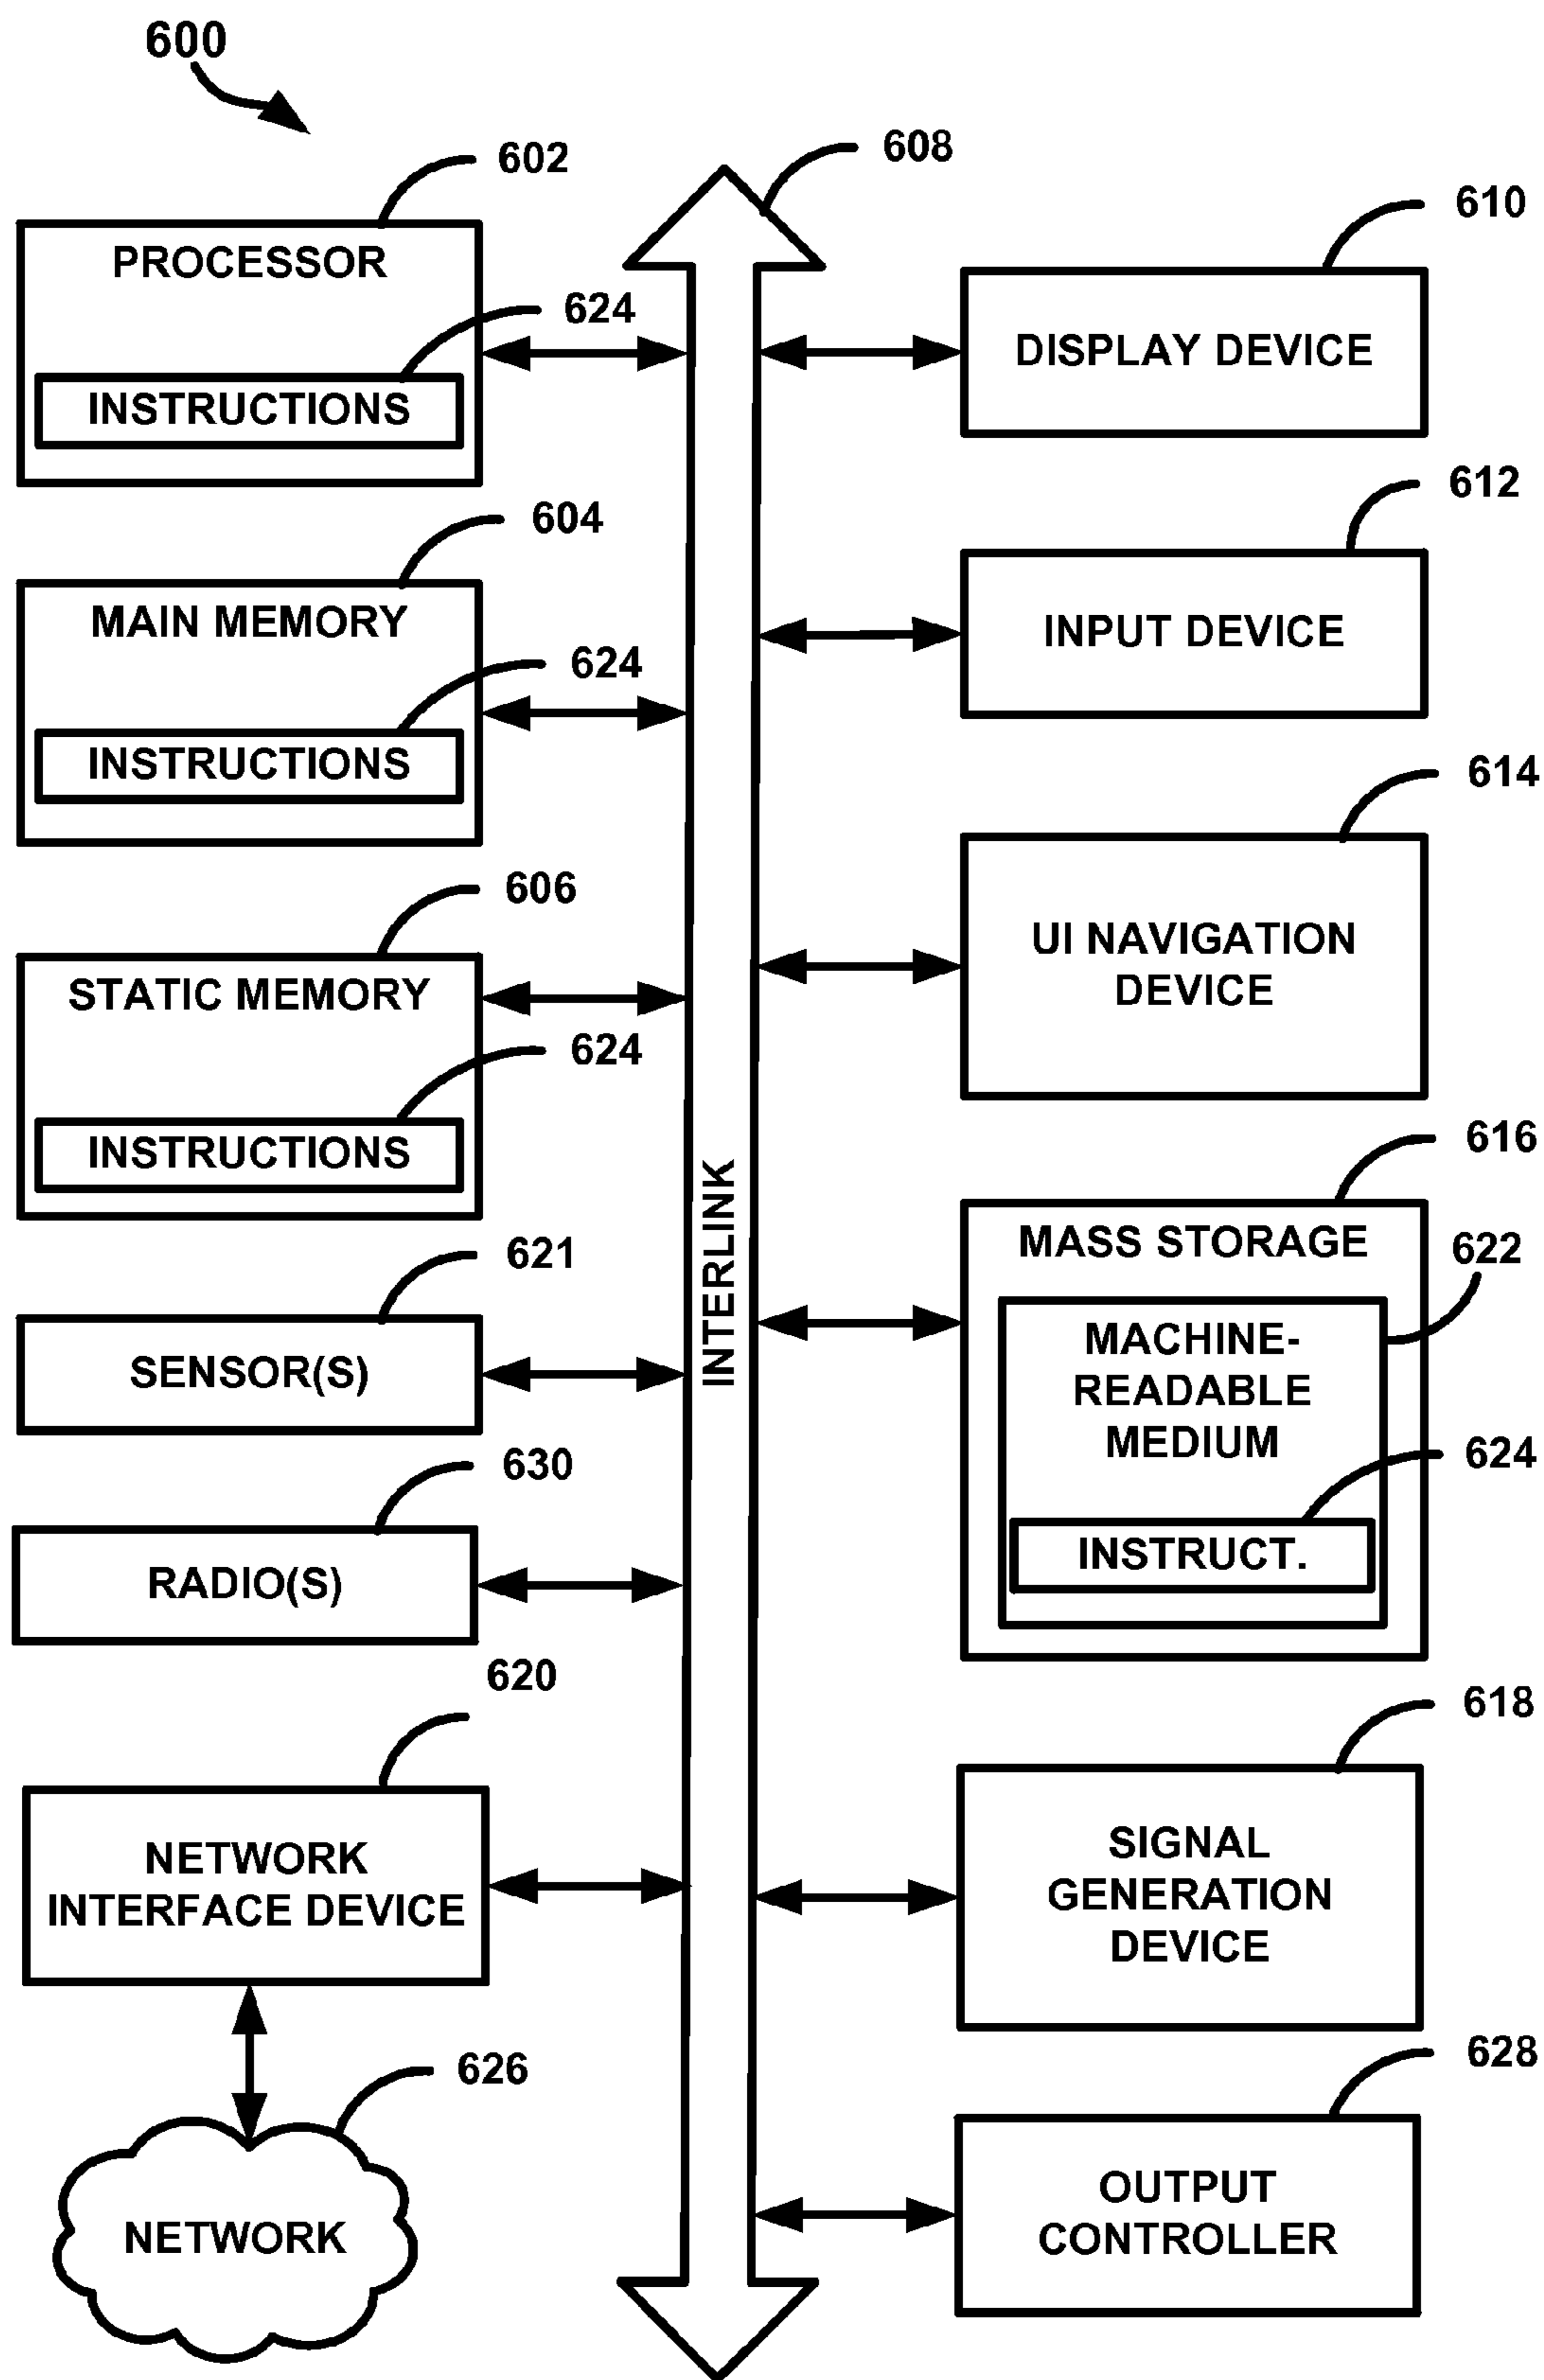 600
602
PROCESSOR
624
INSTRUCTIONS
604
MAIN MEMORY
624
INSTRUCTIONS
606
STATIC MEMORY
624
INSTRUCTIONS
621
SENSOR(S)
630
RADIO(S)
620
NETWORK
INTERFACE DEVICE
626
NETWORK
608
INTERLINK
610
DISPLAY DEVICE
612
INPUT DEVICE
614
UI NAVIGATION
DEVICE
616
MASS STORAGE
622
MACHINE-
READABLE
MEDIUM
624
INSTRUCT.
618
SIGNAL
GENERATION
DEVICE
628
OUTPUT
CONTROLLER